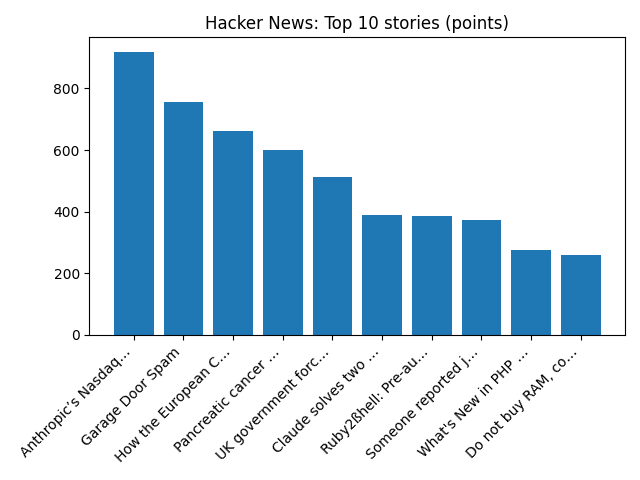 Hacker News: Top 10 stories (points)
800
600
400
200
0
Anthropic's Nasdaq...
Garage Door Spam
How the European C...
Pancreatic cancer ...
UK government forc...
Claude solves two ...
Ruby2ßhell: Pre-au...
Someone reported j...
What's New in PHP ...
Do not buy RAM, co...